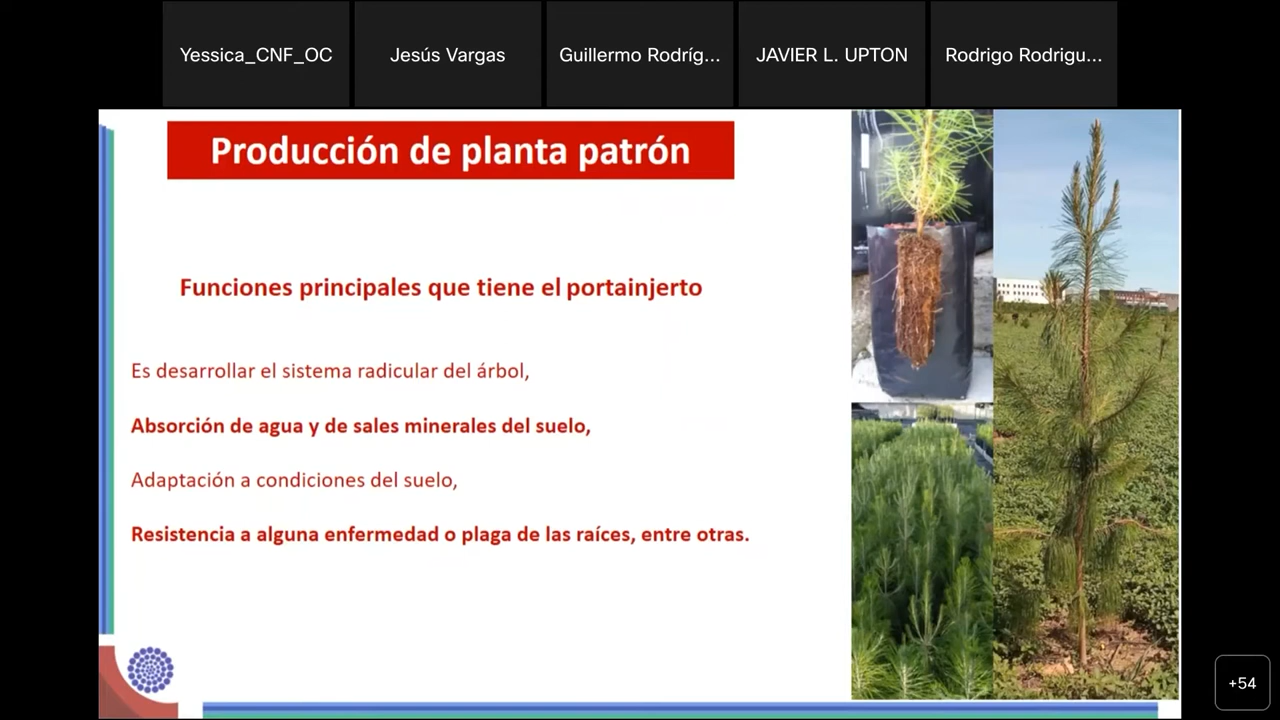 Yessica_CNF_OC
Jesús Vargas
Guillermo Rodríg...
JAVIER L. UPTON
Rodrigo Rodrigu...
Producción de planta patrón
Funciones principales que tiene el portainjerto
Es desarrollar el sistema radicular del árbol,
Absorción de agua y de sales minerales del suelo,
Adaptación a condiciones del suelo,
Resistencia a alguna enfermedad o plaga de las raíces, entre otras.
+54